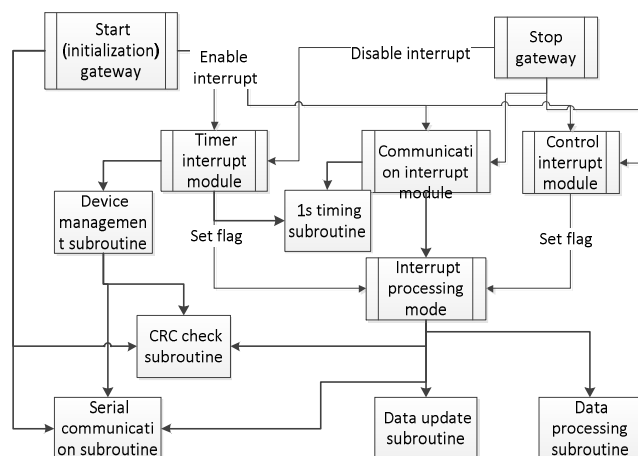 Start
(initialization)
gateway
Enable
interrupt
Disable interrupt
Stop
gateway
Timer
interrupt
module
Communicati
on interrupt
module
Control
interrupt
module
Device
managemen
t subroutine
1s timing
subroutine
Set flag
Set flag
Interrupt
processing
mode
CRC check
subroutine
Serial
communicati
on subroutine
Data update
subroutine
Data
processing
subroutine